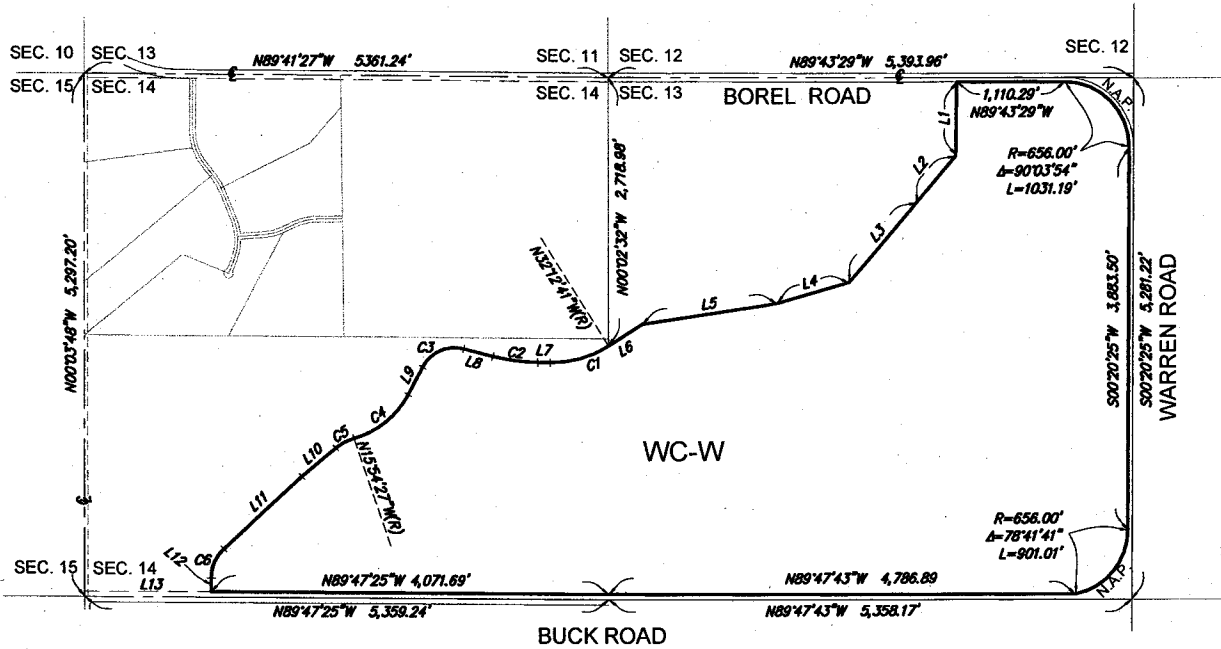 SEC. 10
SEC. 13
N89°41'27"W 5361.24'
SEC. 11
SEC. 12
N89°43'29"W 5,393.96'
SEC. 12
SEC. 15
SEC. 14
SEC. 14
SEC. 13
BOREL ROAD
1,110.29'
N89°43'29"W
N.A.P.
L1
L2
R=656.00'
Δ=90°03'54"
L=1031.19'
N00°02'32"W 2,718.98'
L3
N00°03'48"W 5,297.20'
N32°12'41"W(R)
L4
L5
S00°20'25"W 3,883.50'
S00°20'25"W 5,281.22'
WARREN ROAD
L6
C3
L8
C2
L7
C1
L9
C4
C5
N15°54'27"W(R)
L10
WC-W
L11
R=656.00'
Δ=78°41'41"
L=901.01'
L12
C6
SEC. 15
SEC. 14
L13
N89°47'25"W 4,071.69'
N89°47'43"W 4,786.89
N.A.P.
N89°47'25"W 5,359.24'
N89°47'43"W 5,358.17'
BUCK ROAD